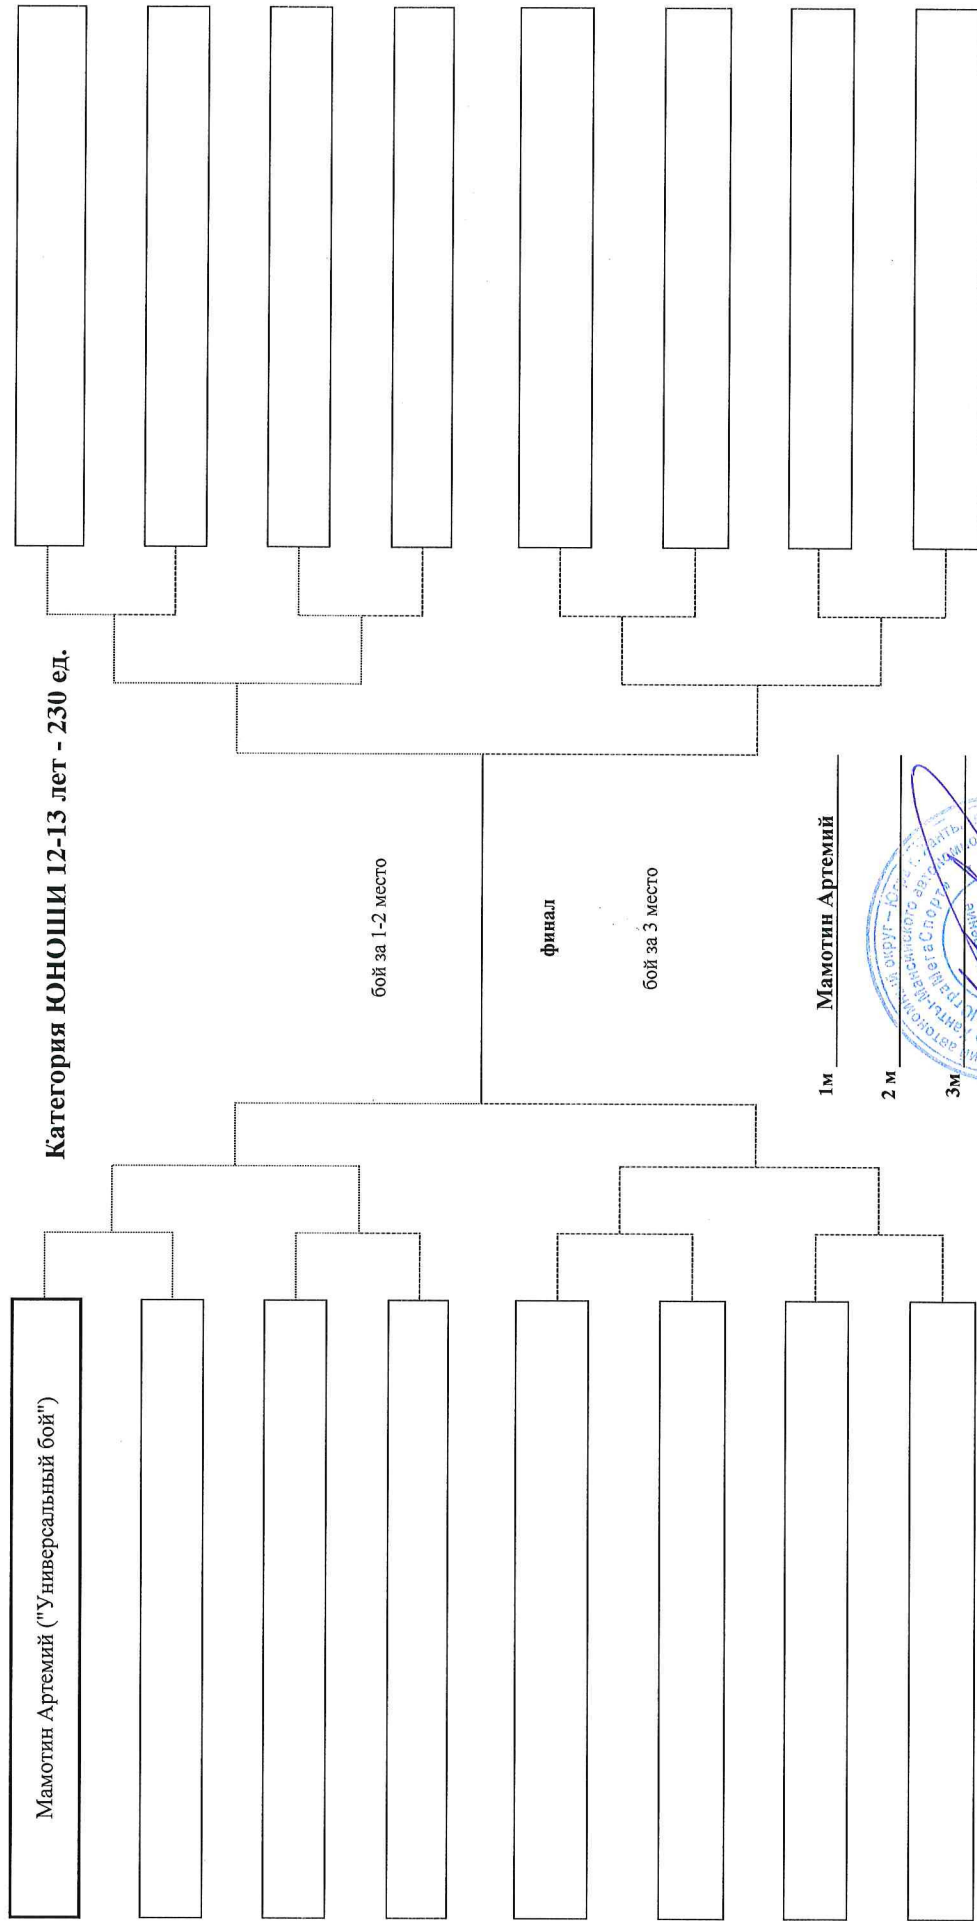 Категория ЮНОШИ 12-13 лет - 230 ед.
Мамотин Артемий ("Универсальный бой")
бой за 1-2 место
финал
бой за 3 место
1м Мамотин Артемий
2 м
3м